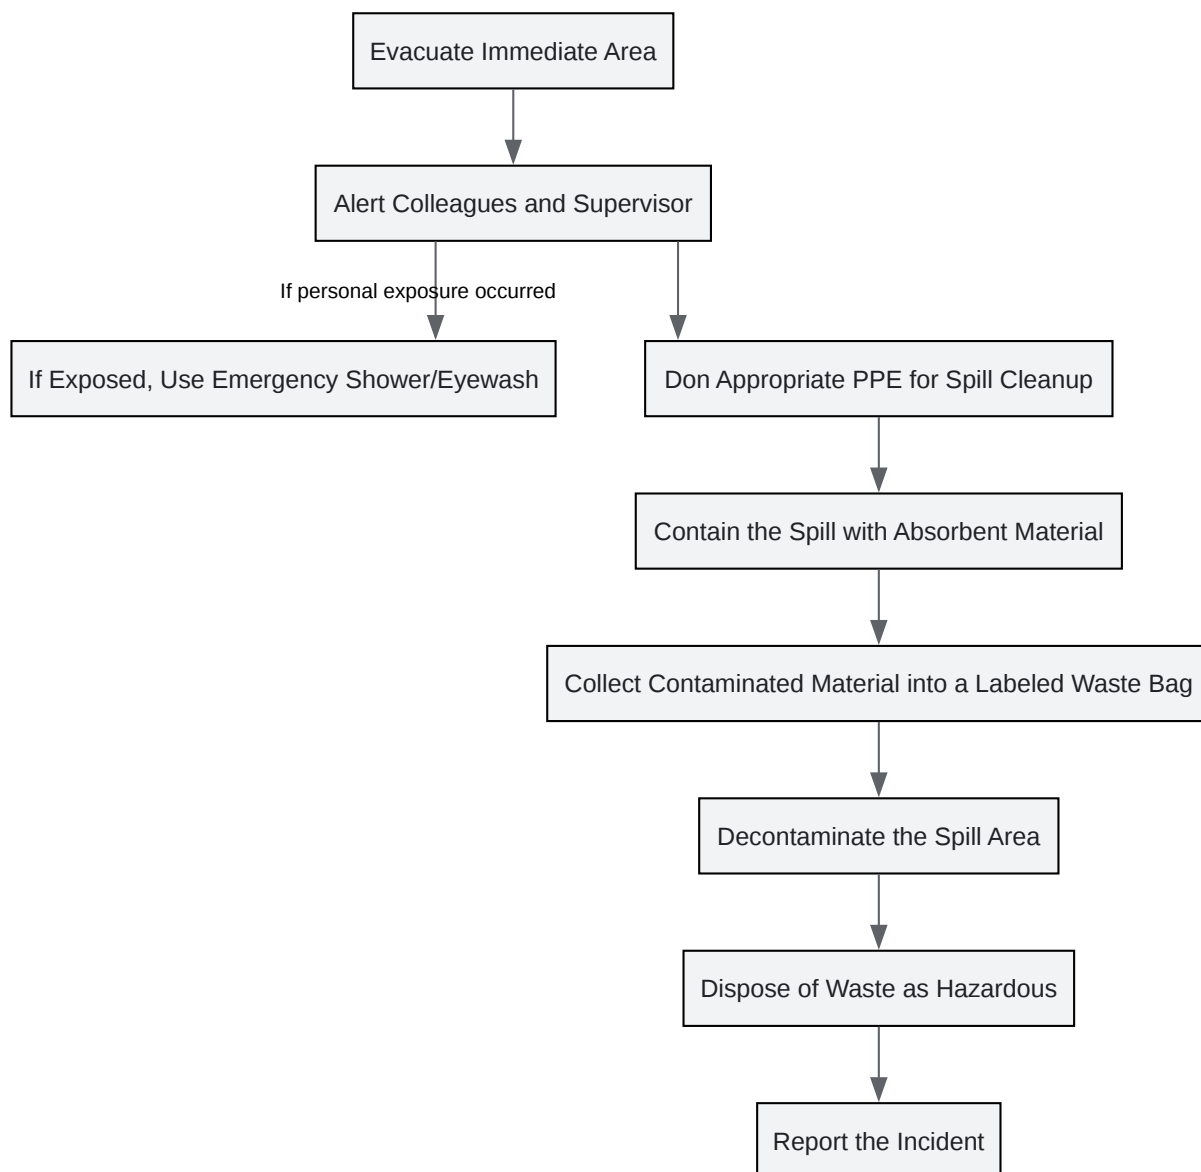 Evacuate Immediate Area
Alert Colleagues and Supervisor
If personal exposure occurred
If Exposed, Use Emergency Shower/Eyewash
Don Appropriate PPE for Spill Cleanup
Contain the Spill with Absorbent Material
Collect Contaminated Material into a Labeled Waste Bag
Decontaminate the Spill Area
Dispose of Waste as Hazardous
Report the Incident